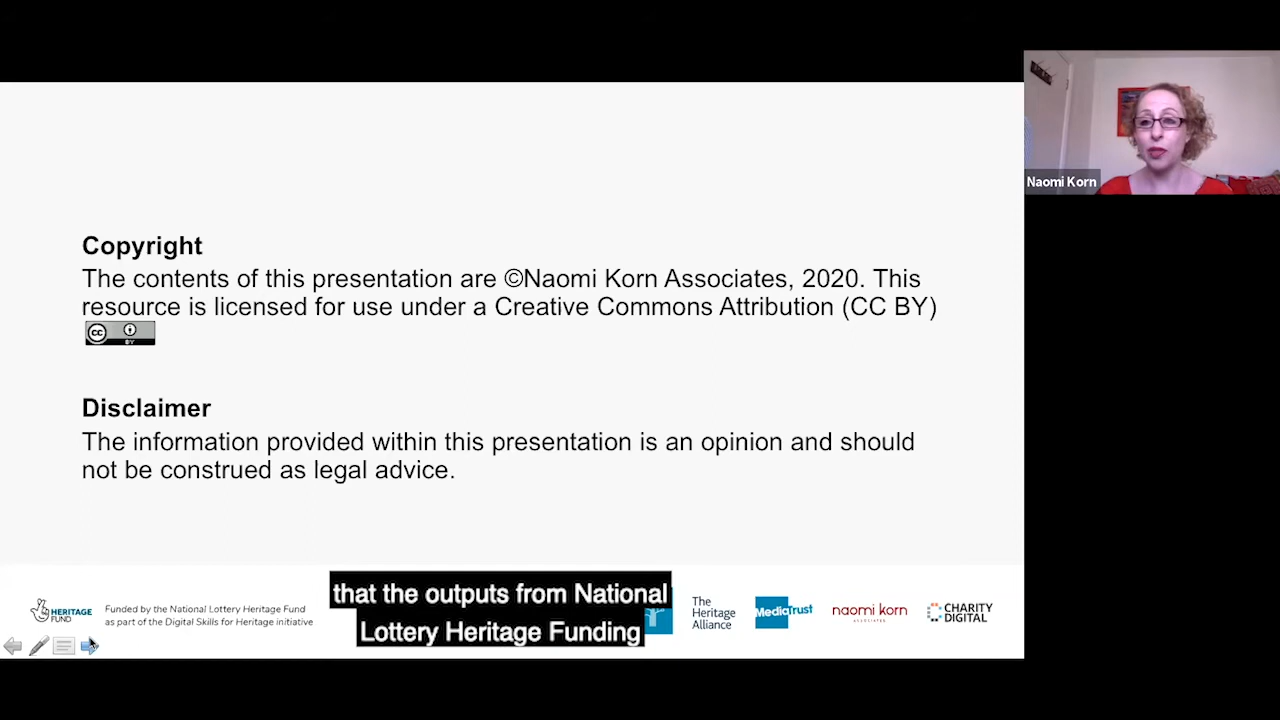 Naomi Korn
Copyright
The contents of this presentation are ©Naomi Korn Associates, 2020. This
resource is licensed for use under a Creative Commons Attribution (CC BY)
cc BY
Disclaimer
The information provided within this presentation is an opinion and should
not be construed as legal advice.
that the outputs from National
Lottery Heritage Funding
HERITAGE
FUND
Funded by the National Lottery Heritage Fund
as part of the Digital Skills for Heritage initiative
The
Heritage
Alliance
MediaTrust
naomi korn
ASSOCIATES
CHARITY
DIGITAL